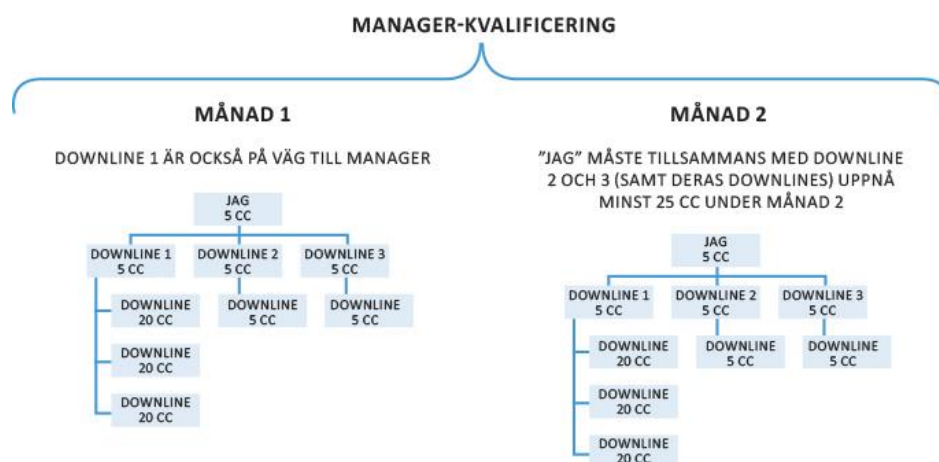 MANAGER-KVALIFICERING
MÅNAD 1
DOWNLINE 1 ÄR OCKSÅ PÅ VÄG TILL MANAGER
JAG
5 CC
DOWNLINE 1
5 CC
DOWNLINE 2
5 CC
DOWNLINE 3
5 CC
DOWNLINE
20 CC
DOWNLINE
5 CC
DOWNLINE
5 CC
DOWNLINE
20 CC
DOWNLINE
20 CC
MÅNAD 2
"JAG" MÅSTE TILLSAMMANS MED DOWNLINE
2 OCH 3 (SAMT DERAS DOWNLINES) UPPNÅ
MINST 25 CC UNDER MÅNAD 2
JAG
5 CC
DOWNLINE 1
5 CC
DOWNLINE 2
5 CC
DOWNLINE 3
5 CC
DOWNLINE
20 CC
DOWNLINE
5 CC
DOWNLINE
5 CC
DOWNLINE
20 CC
DOWNLINE
20 CC